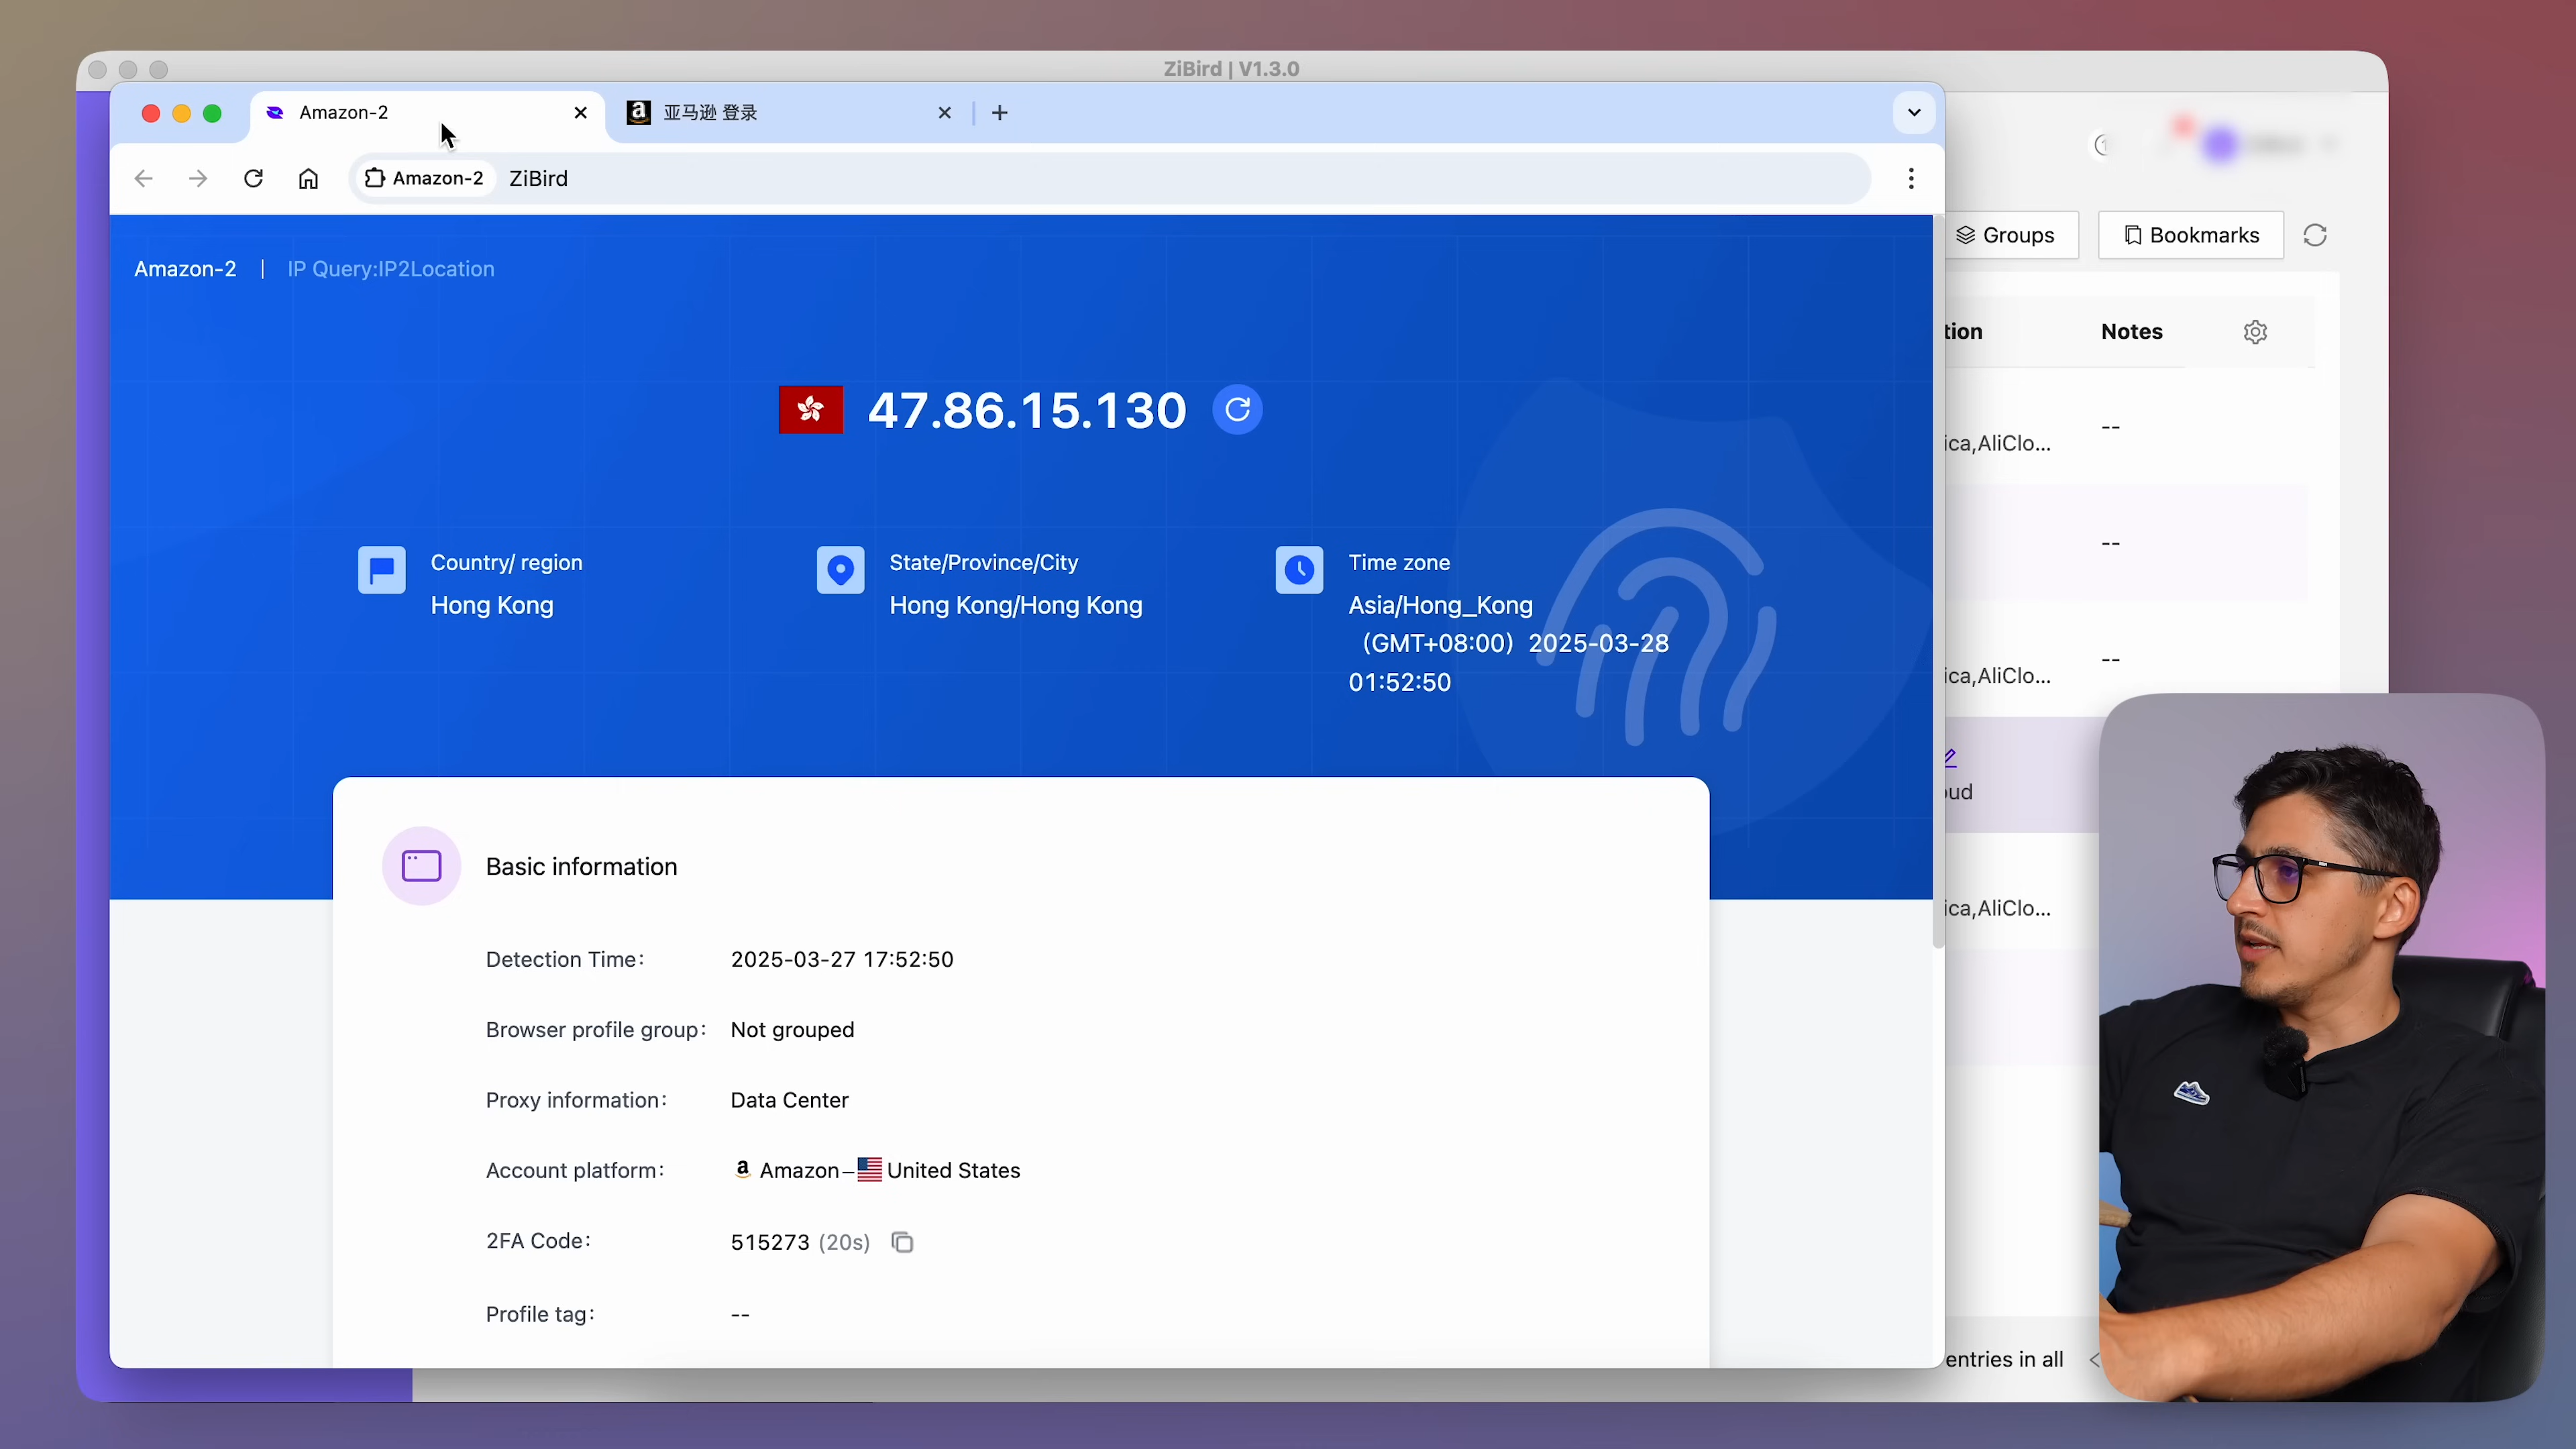 ZiBird | V1.3.0
Amazon-2
亚马逊 登录
Amazon-2
ZiBird
Groups
Bookmarks
Amazon-2 | IP Query:IP2Location
tion
Notes
47.86.15.130
--
ica,AliClo...
--
Country/ region
Hong Kong
State/Province/City
Hong Kong/Hong Kong
Time zone
Asia/Hong_Kong
(GMT+08:00) 2025-03-28
01:52:50
--
ica,AliClo...
oud
ica,AliClo...
Basic information
Detection Time: 2025-03-27 17:52:50
Browser profile group: Not grouped
Proxy information: Data Center
Account platform: Amazon–United States
2FA Code: 515273 (20s)
Profile tag: --
entries in all